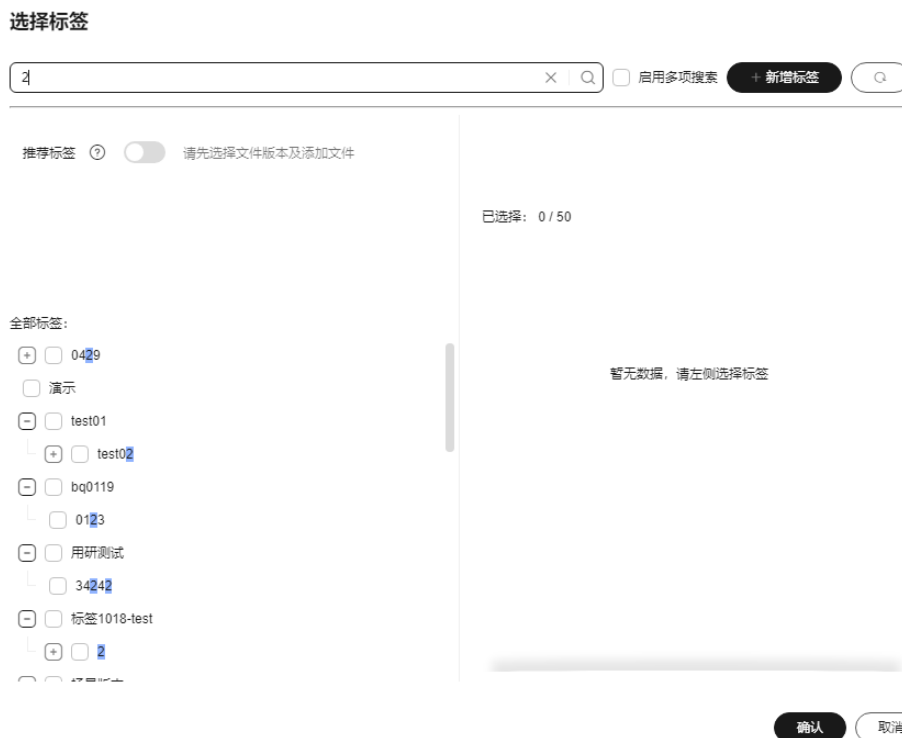 选择标签
2
启用多项搜索
+ 新增标签
推荐标签 ? 请先选择文件版本及添加文件
已选择： 0 / 50
全部标签：
0429
演示
暂无数据，请左侧选择标签
test01
test02
bq0119
0123
用研测试
34242
标签1018-test
2
确认
取消